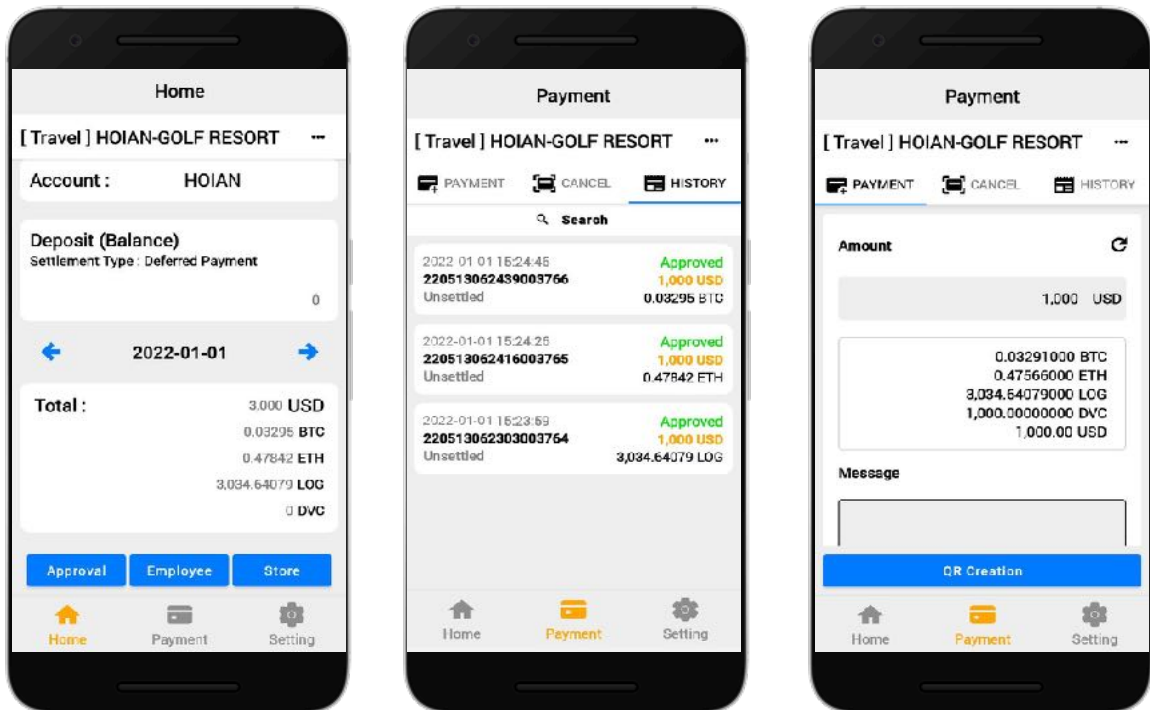 Home
[ Travel ] HOIAN-GOLF RESORT ...
Account : HOIAN
Deposit (Balance)
Settlement Type : Deferred Payment
0
2022-01-01
Total : 3,000 USD
0.03295 BTC
0.47842 ETH
3,034.64079 LOG
0 DVC
Approval Employee Store
Home Payment Setting
Payment
[ Travel ] HOIAN-GOLF RESORT ...
PAYMENT CANCEL HISTORY
Search
2022-01-01 15:24:45 Approved
220513062439003766 1,000 USD
Unsettled 0.03295 BTC
2022-01-01 15:24:25 Approved
220513062416003765 1,000 USD
Unsettled 0.47842 ETH
2022-01-01 15:23:59 Approved
220513062303003764 1,000 USD
Unsettled 3,034.64079 LOG
Home Payment Setting
Payment
[ Travel ] HOIAN-GOLF RESORT ...
PAYMENT CANCEL HISTORY
Amount
1,000 USD
0.03291000 BTC
0.47566000 ETH
3,034.64079000 LOG
1,000.00000000 DVC
1,000.00 USD
Message
QR Creation
Home Payment Setting